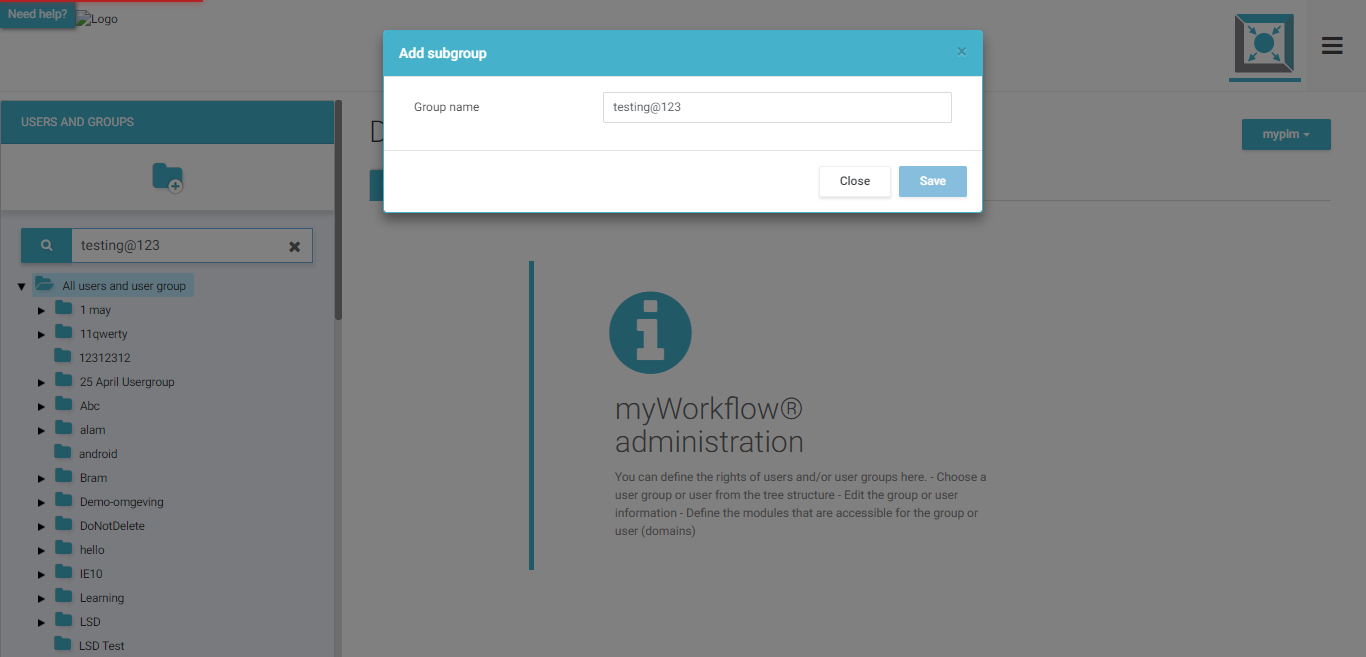 Need help?
Logo
Add subgroup
×
Group name
testing@123
Close
Save
mypim
USERS AND GROUPS
D
testing@123
All users and user group
1 may
11qwerty
12312312
25 April Usergroup
Abc
alam
android
Bram
Demo-omgeving
DoNotDelete
hello
IE10
Learning
LSD
LSD Test
myWorkflow®
administration
You can define the rights of users and/or user groups here. - Choose a
user group or user from the tree structure - Edit the group or user
information - Define the modules that are accessible for the group or
user (domains)